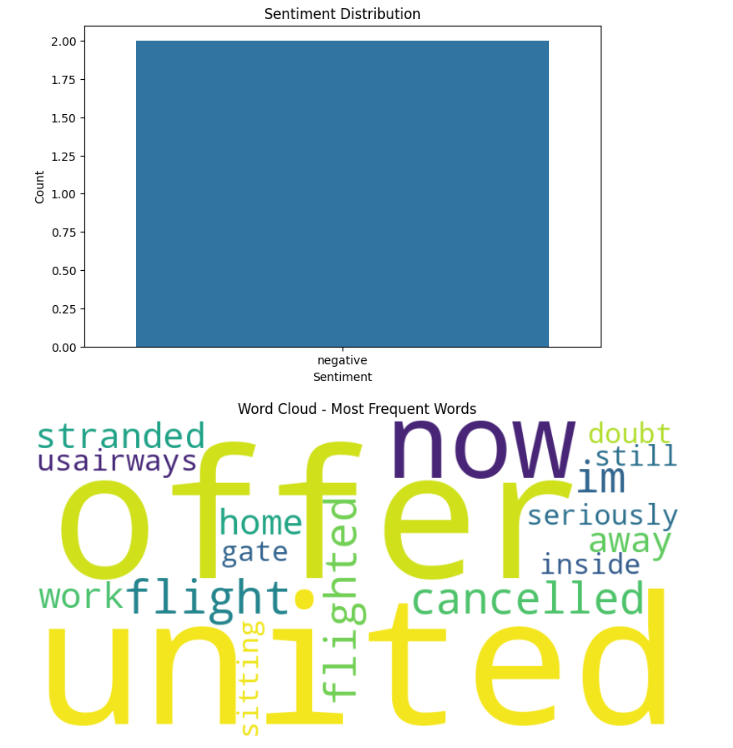 Sentiment Distribution
2.00
1.75
1.50
1.25
1.00
0.75
0.50
0.25
0.00
Count
negative
Sentiment
Word Cloud - Most Frequent Words
stranded
now
doubt
usairways
still
offer
im
home
seriously
gate
away
inside
work
flight
flighted
cancelled
united
sitting